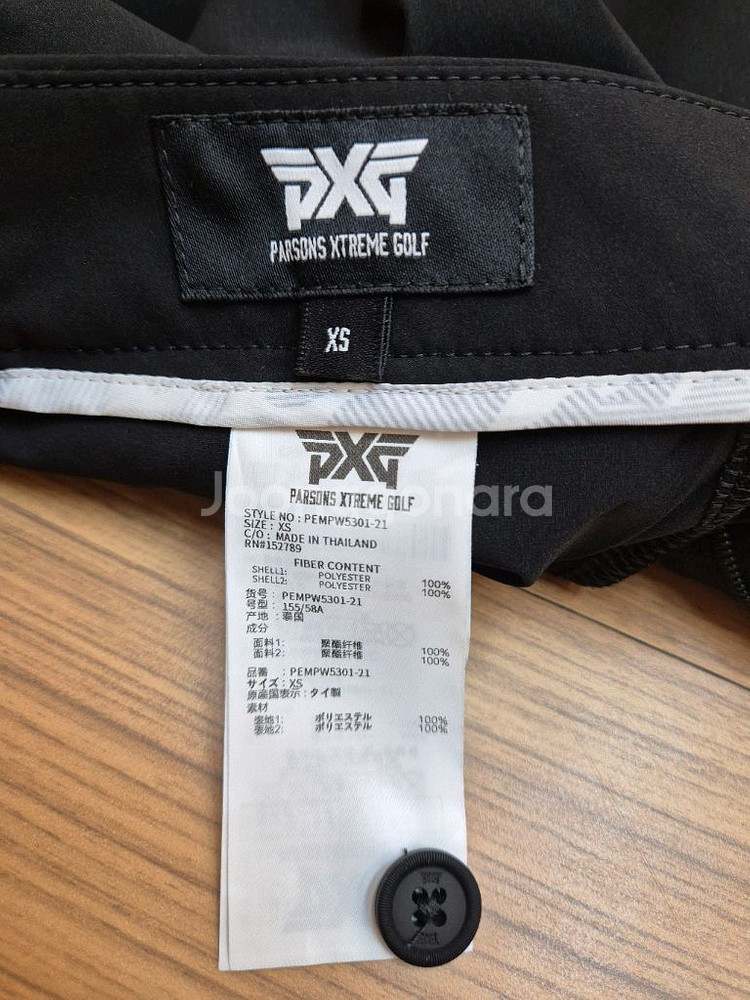 PXG
PARSONS XTREME GOLF
XS
PXG
PARSONS XTREME GOLF
Joonggonara
STYLE NO : PEMPW5301-21
SIZE : XS
C/O : MADE IN THAILAND
RN#152789
FIBER CONTENT
SHELL1: POLYESTER 100%
SHELL2: POLYESTER 100%
货号: PEMPW5301-21
号型 : 155/58A
产地 : 泰国
成分
面料1: 聚酯纤维 100%
面料2: 聚酯纤维 100%
品番 : PEMPW5301-21
サイズ : XS
原産国表示 : タイ製
素材
表地1: ポリエステル 100%
表地2: ポリエステル 100%